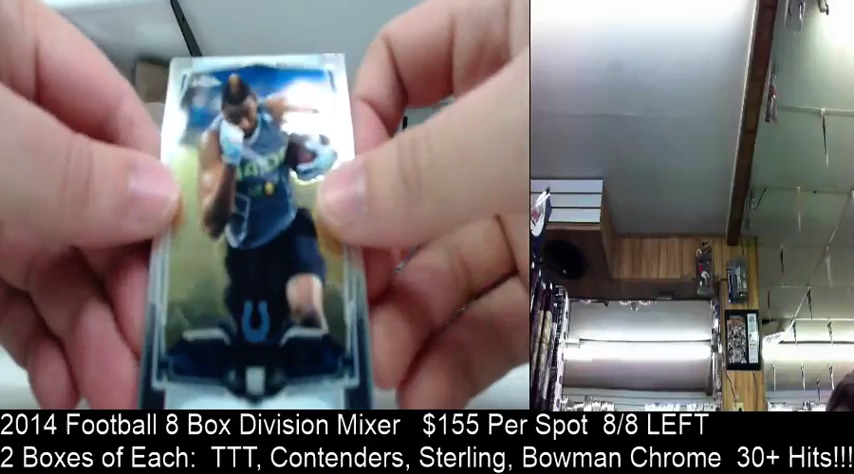 2014 Football 8 Box Division Mixer $155 Per Spot 8/8 LEFT
2 Boxes of Each: TTT, Contenders, Sterling, Bowman Chrome 30+ Hits!!!